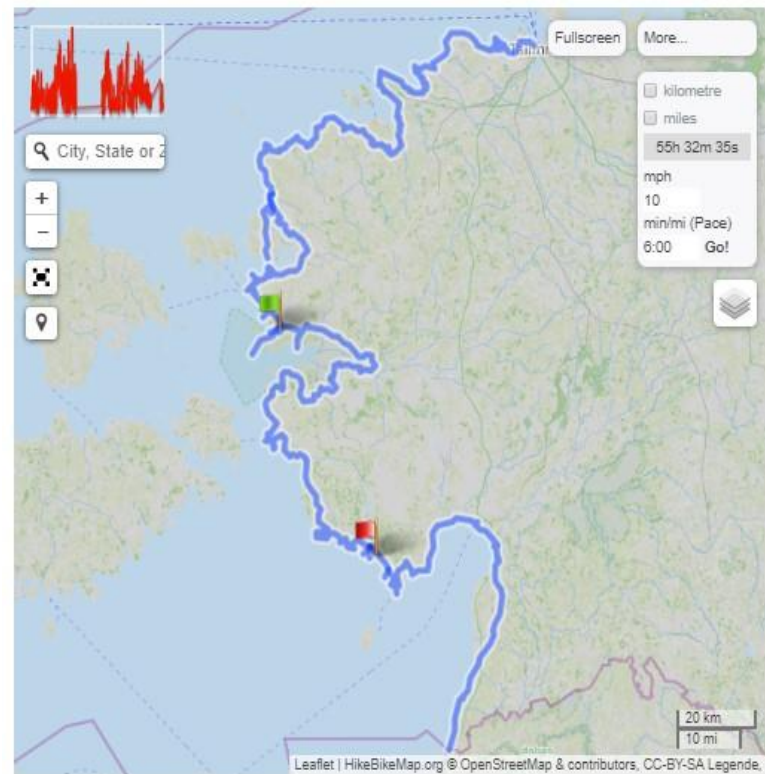 Fullscreen
More...
kilometre
miles
City, State or Z
55h 32m 35s
mph
10
min/mi (Pace)
6:00 Go!
+
−
20 km
10 mi
Leaflet | HikeBikeMap.org © OpenStreetMap & contributors, CC-BY-SA Legende,